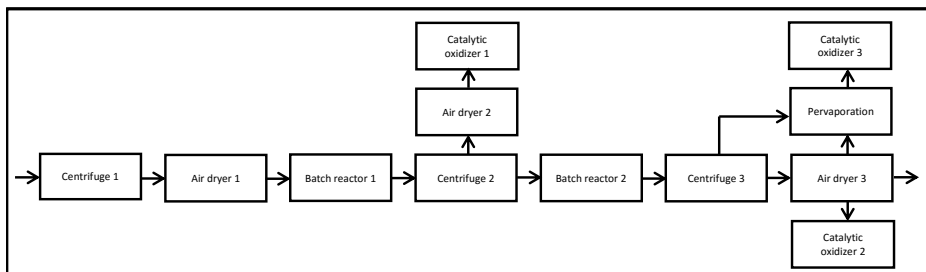 Catalytic
oxidizer 1
Catalytic
oxidizer 3
Air dryer 2
Pervaporation
Centrifuge 1
Air dryer 1
Batch reactor 1
Centrifuge 2
Batch reactor 2
Centrifuge 3
Air dryer 3
Catalytic
oxidizer 2